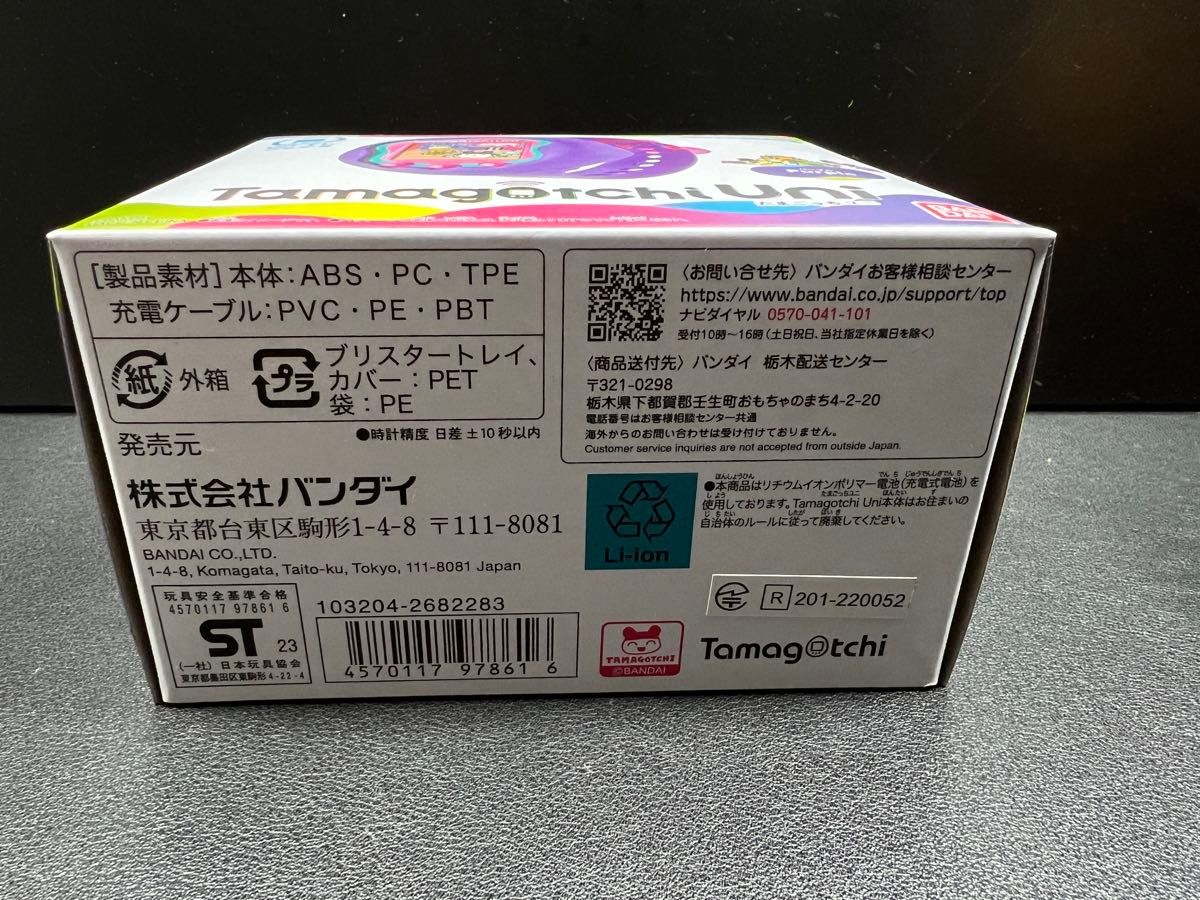 Tamagotchi Uni
Purple
[製品素材]本体：ABS・PC・TPE
充電ケーブル：PVC・PE・PBT
紙 外箱
プラ ブリスタートレイ、
カバー：PET
袋：PE
●時計精度 日差±10秒以内
発売元
株式会社バンダイ
東京都台東区駒形1-4-8 〒111-8081
BANDAI CO.,LTD.
1-4-8, Komagata, Taito-ku, Tokyo, 111-8081 Japan
玩具安全基準合格
4570117 97861 6
ST 23
(一社)日本玩具協会
東京都墨田区東駒形4-22-4
103204-2682283
4570117 97861 6
〈お問い合せ先〉バンダイお客様相談センター
https://www.bandai.co.jp/support/top
ナビダイヤル 0570-041-101
受付10時～16時(土日祝日、当社指定休業日を除く)
〈商品送付先〉バンダイ 栃木配送センター
〒321-0298
栃木県下都賀郡壬生町おもちゃのまち4-2-20
電話番号はお客様相談センター共通
海外からのお問い合わせは受け付けておりません。
Customer service inquiries are not accepted from outside Japan.
Li-ion
●本商品はリチウムイオンポリマー電池(充電式電池)を
使用しております。Tamagotchi Uni本体はお住まいの
自治体のルールに従って廃棄してください。
R 201-220052
TAMAGOTCHI
©BANDAI
Tamagotchi